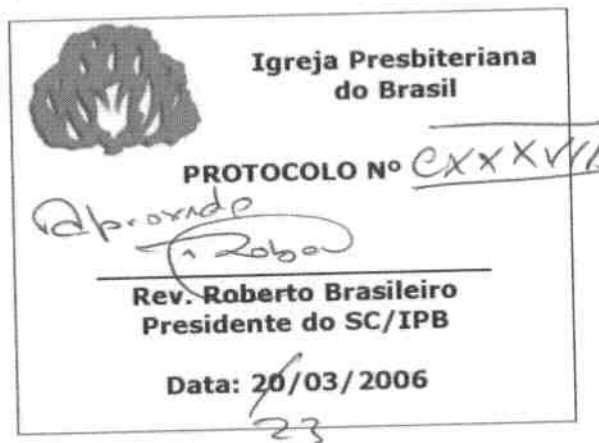 Igreja Presbiteriana
do Brasil
PROTOCOLO Nº
Aprovado
Rev. Roberto Brasileiro
Presidente do SC/IPB
Data: 20/03/2006
23